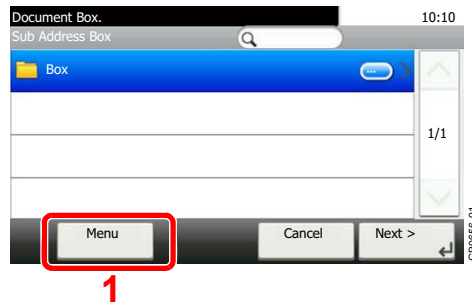 Document Box.
10:10
Sub Address Box
Box
1/1
Menu
Cancel
Next >
1